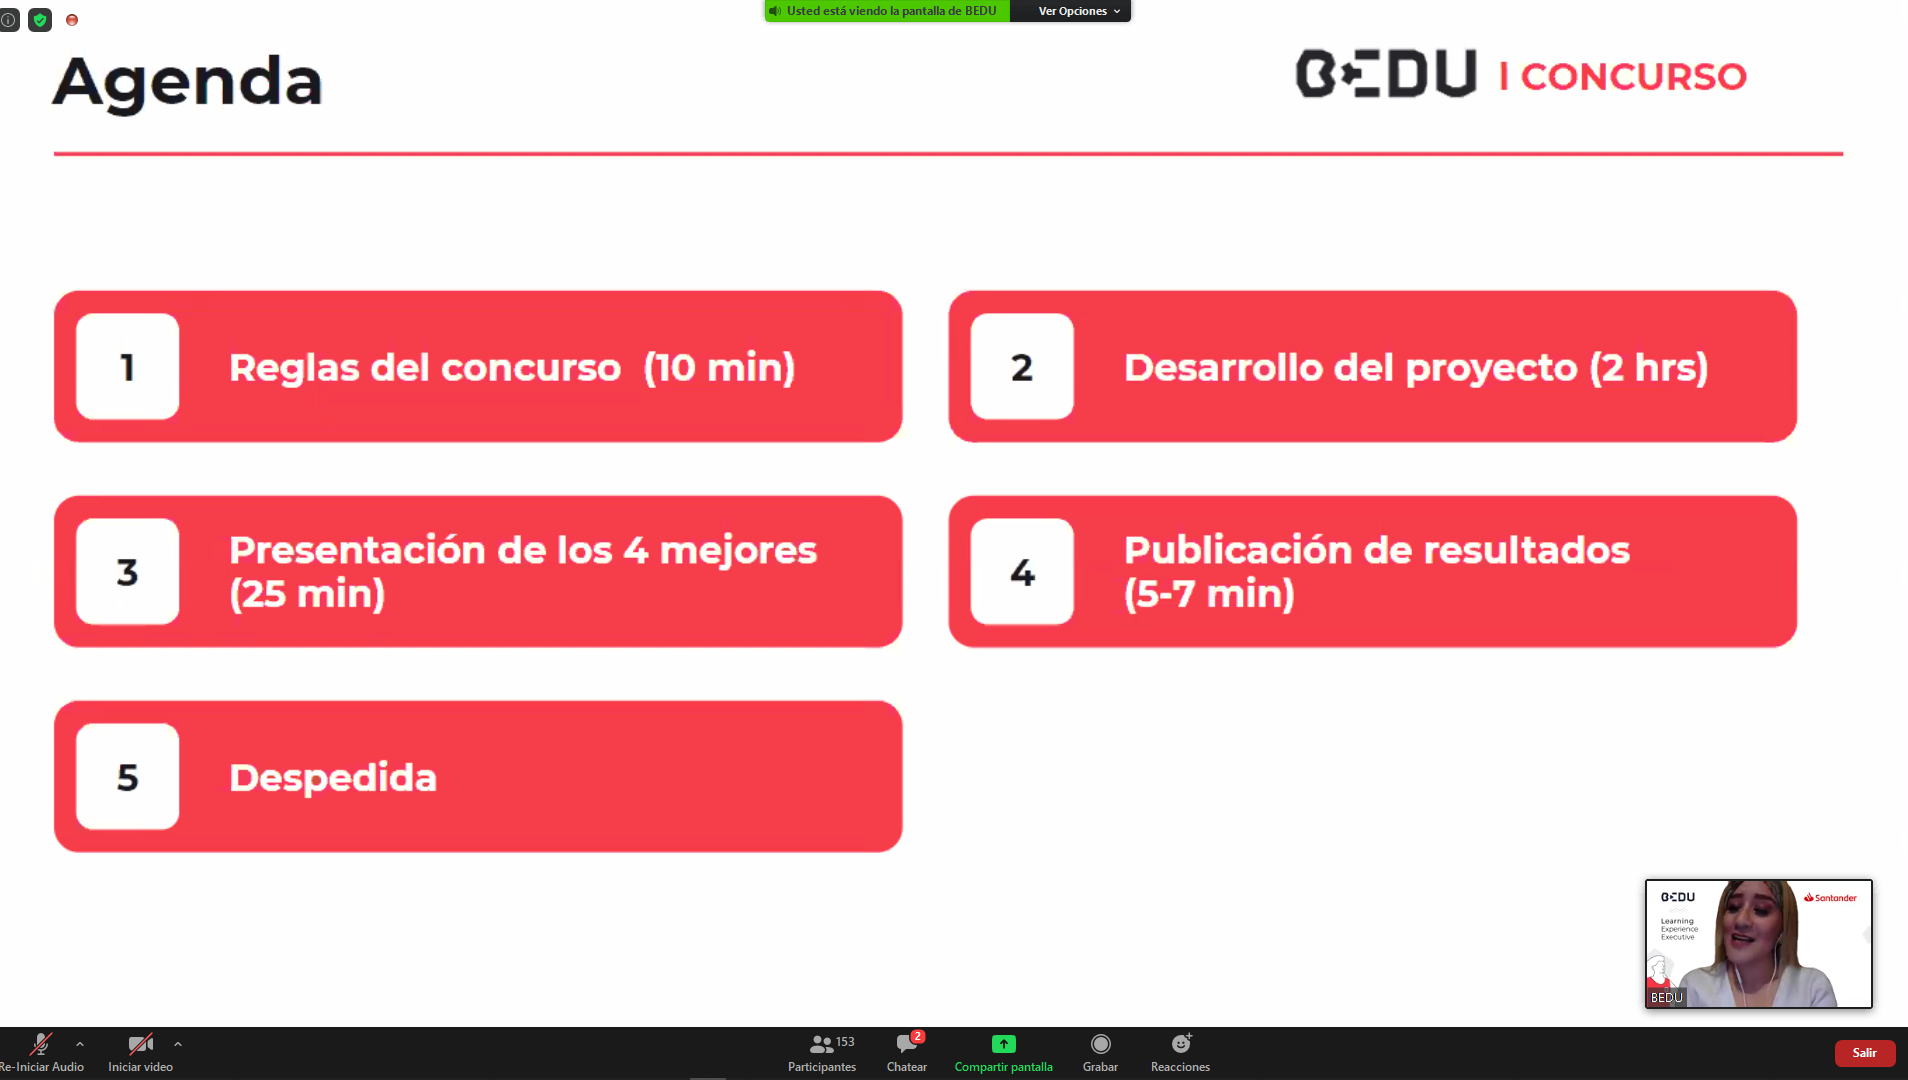 Usted está viendo la pantalla de BEDU
Ver Opciones
Agenda
BEDU | CONCURSO
1
Reglas del concurso (10 min)
2
Desarrollo del proyecto (2 hrs)
3
Presentación de los 4 mejores
(25 min)
4
Publicación de resultados
(5-7 min)
5
Despedida
BEDU
Santander
Learning
Experience
Executive
BEDU
Re-Iniciar Audio
Iniciar video
153
Participantes
2
Chatear
Compartir pantalla
Grabar
Reacciones
Salir